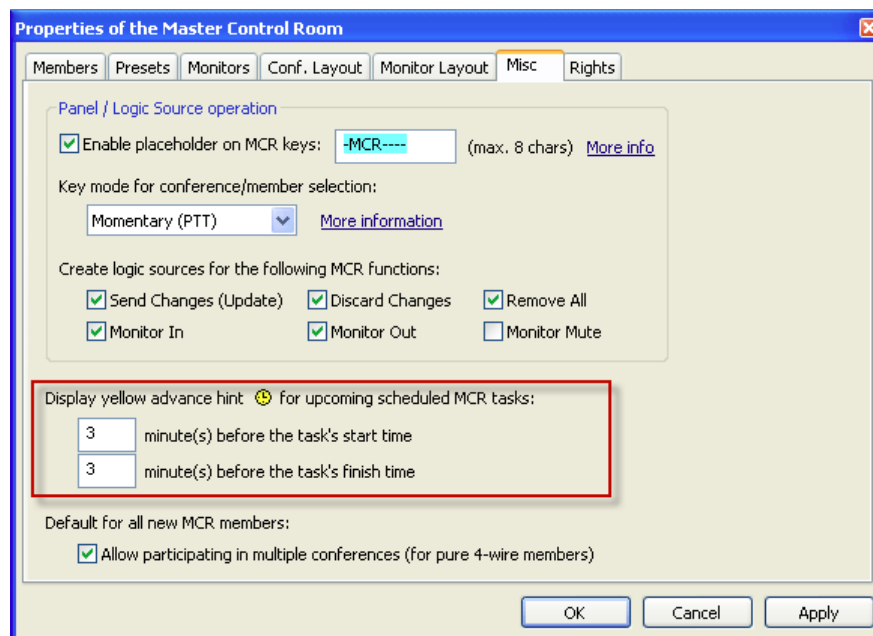 Properties of the Master Control Room
Members Presets Monitors Conf. Layout Monitor Layout Misc Rights
Panel / Logic Source operation
Enable placeholder on MCR keys: -MCR---- (max. 8 chars) More info
Key mode for conference/member selection:
Momentary (PTT) More information
Create logic sources for the following MCR functions:
Send Changes (Update) Discard Changes Remove All
Monitor In Monitor Out Monitor Mute
Display yellow advance hint for upcoming scheduled MCR tasks:
3 minute(s) before the task's start time
3 minute(s) before the task's finish time
Default for all new MCR members:
Allow participating in multiple conferences (for pure 4-wire members)
OK Cancel Apply